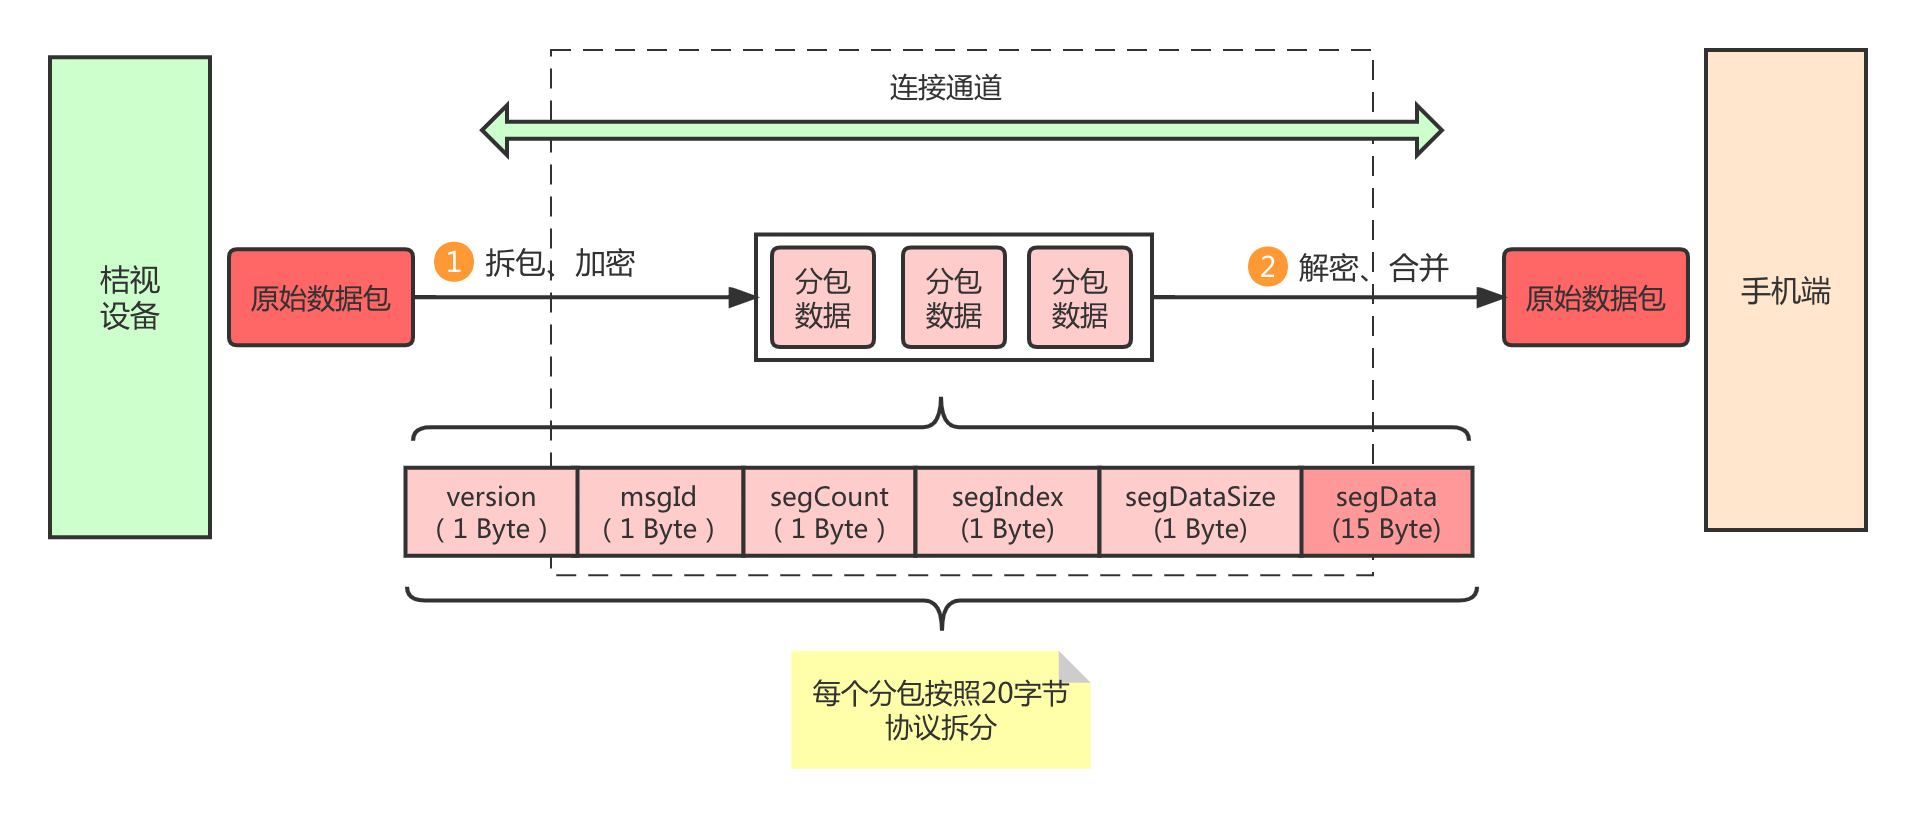 连接通道
桔视
设备
原始数据包
1 拆包、加密
分包
数据
分包
数据
分包
数据
2 解密、合并
原始数据包
手机端
version
( 1 Byte )
msgId
( 1 Byte )
segCount
( 1 Byte )
segIndex
(1 Byte)
segDataSize
(1 Byte)
segData
(15 Byte)
每个分包按照20字节
协议拆分